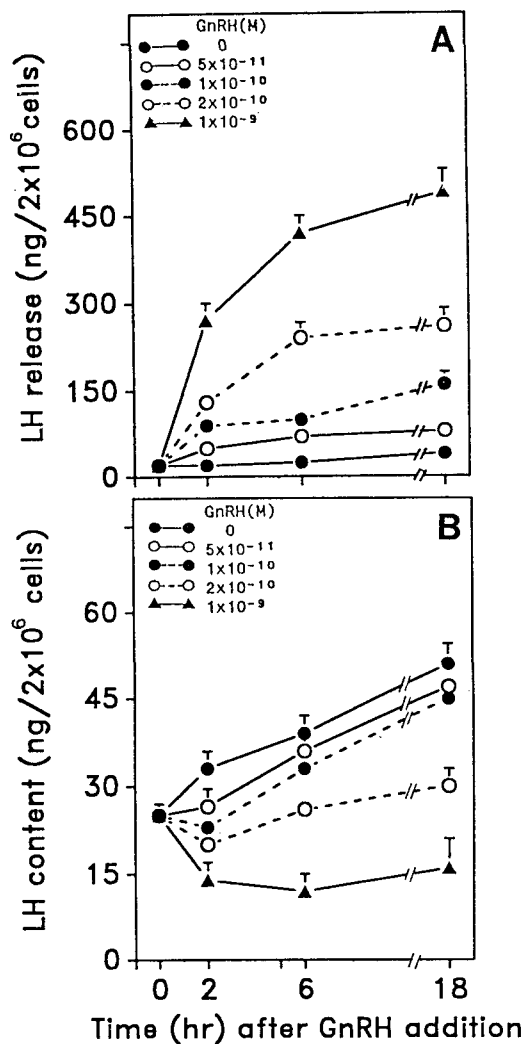 GnRH(M)
A
0
5x10⁻¹¹
1x10⁻¹⁰
2x10⁻¹⁰
1x10⁻⁹
600
450
300
150
0
LH release (ng/2x10⁶ cells)
GnRH(M)
B
0
5x10⁻¹¹
1x10⁻¹⁰
2x10⁻¹⁰
1x10⁻⁹
60
45
30
15
0
LH content (ng/2x10⁶ cells)
0 2 6 18
Time (hr) after GnRH addition